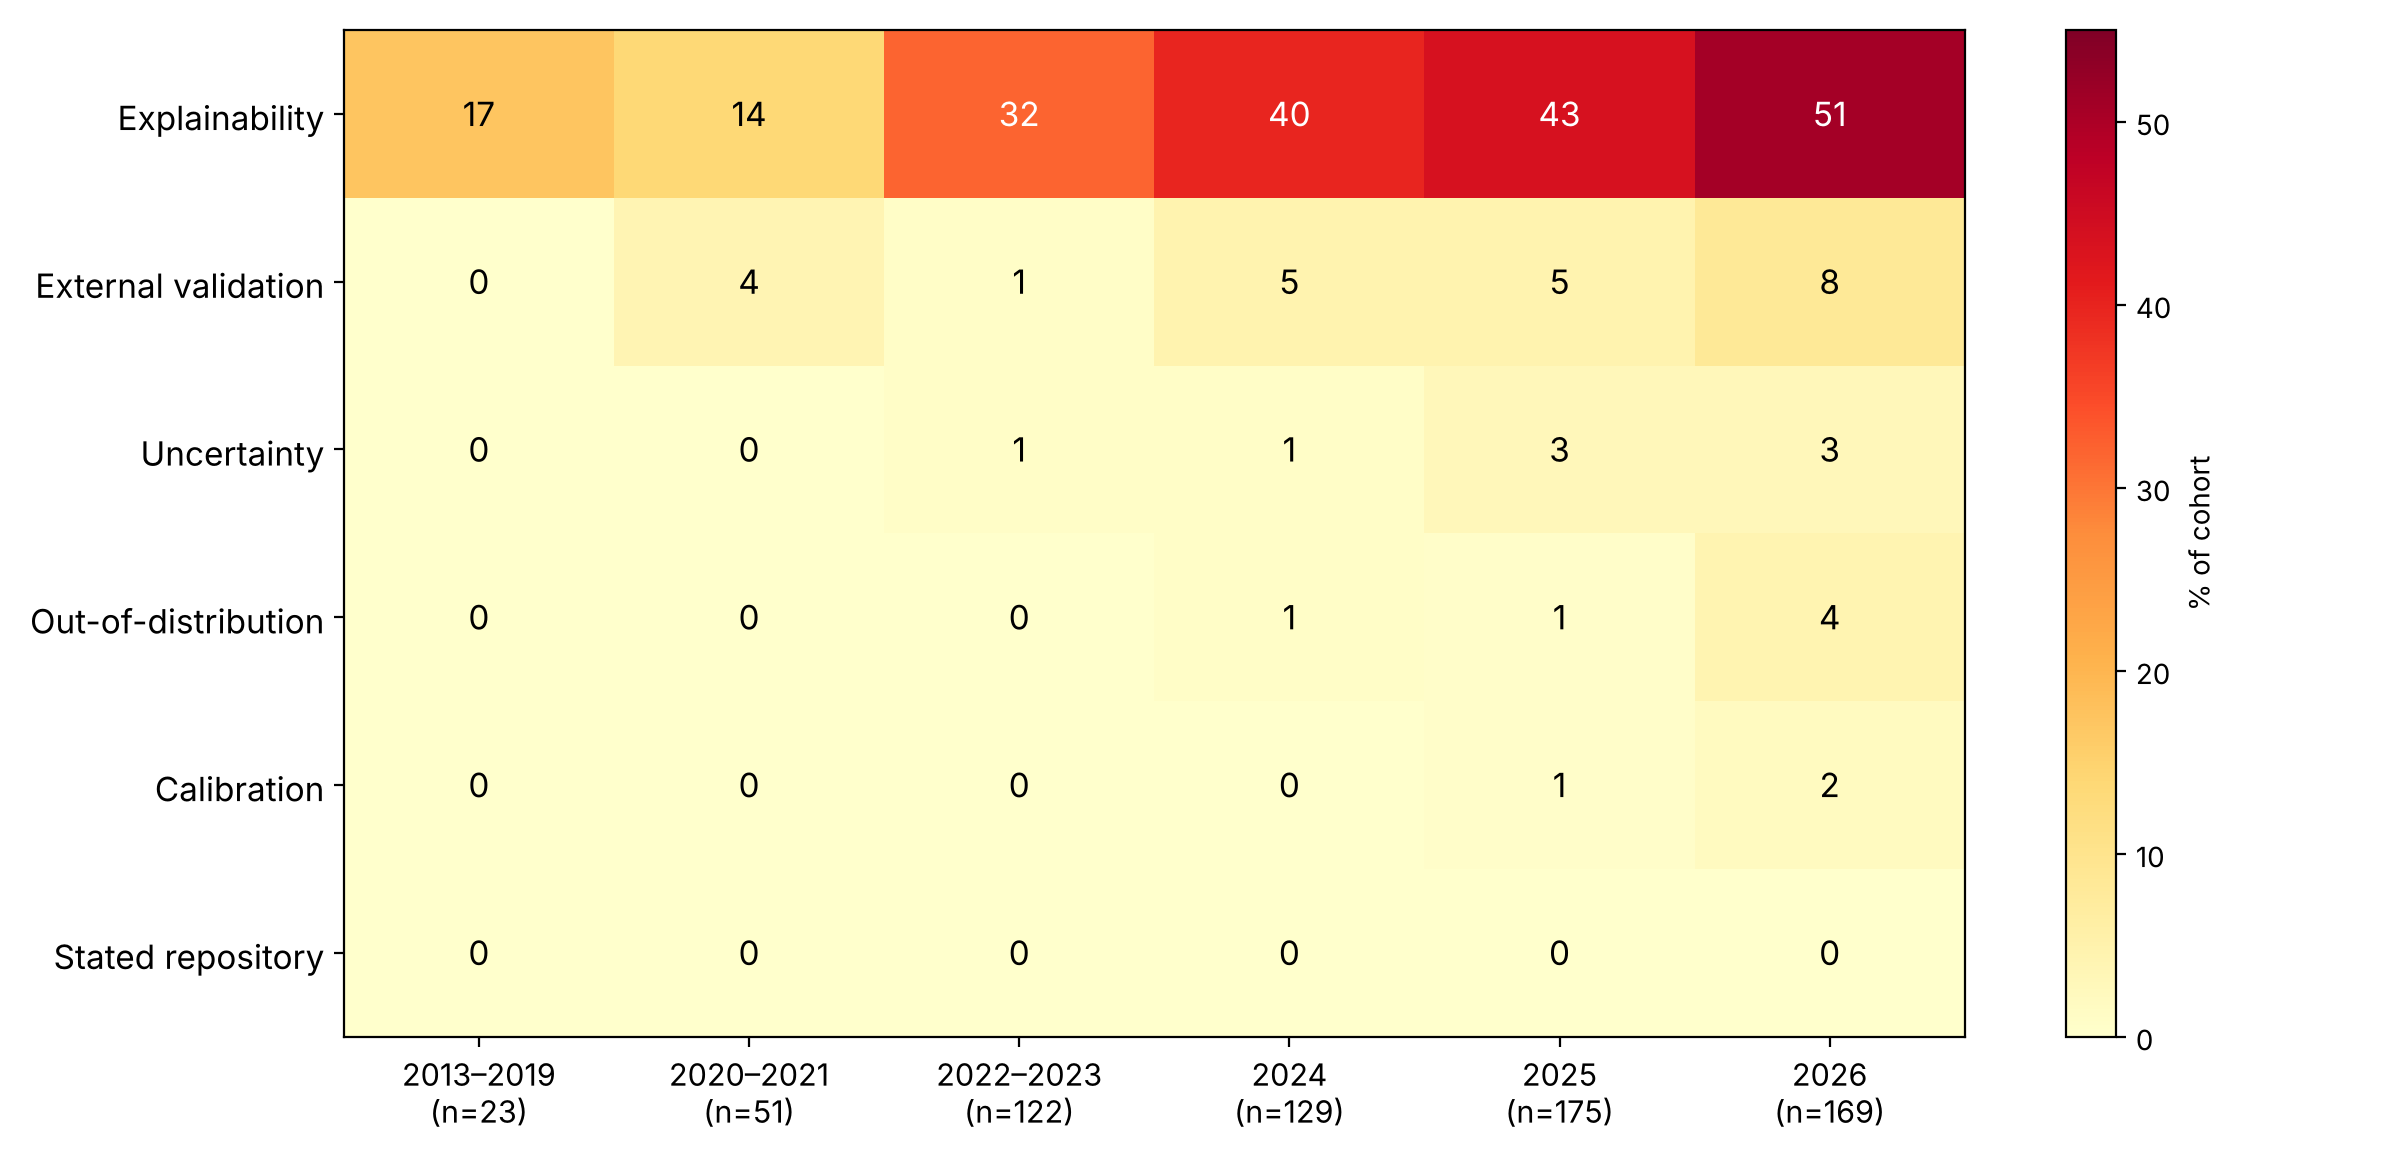 Explainability 17 14 32 40 43 51
External validation 0 4 1 5 5 8
Uncertainty 0 0 1 1 3 3
Out-of-distribution 0 0 0 1 1 4
Calibration 0 0 0 0 1 2
Stated repository 0 0 0 0 0 0
2013–2019 2020–2021 2022–2023 2024 2025 2026
(n=23) (n=51) (n=122) (n=129) (n=175) (n=169)
50
40
30
20
10
0
% of cohort